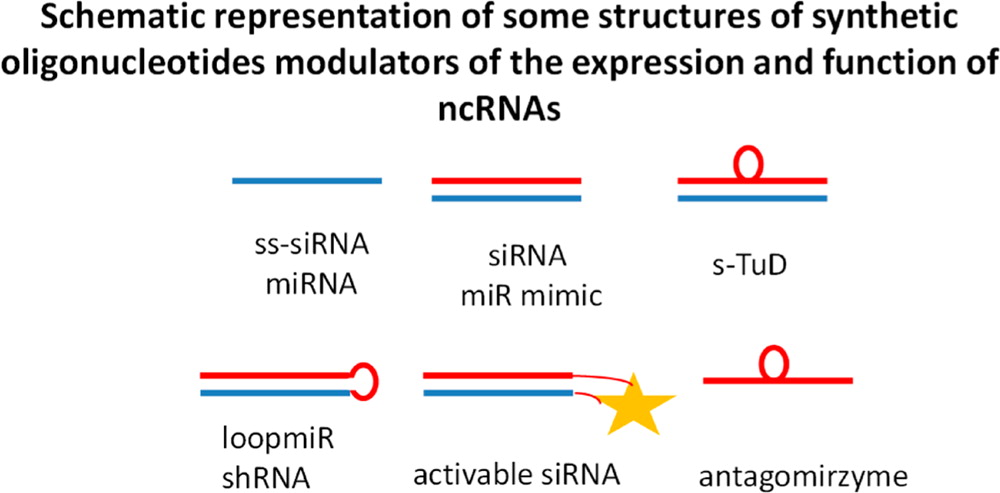 Schematic representation of some structures of synthetic
oligonucleotides modulators of the expression and function of
ncRNAs
ss-siRNA
miRNA
siRNA
miR mimic
s-TuD
loopmiR
shRNA
activable siRNA
antagomirzyme